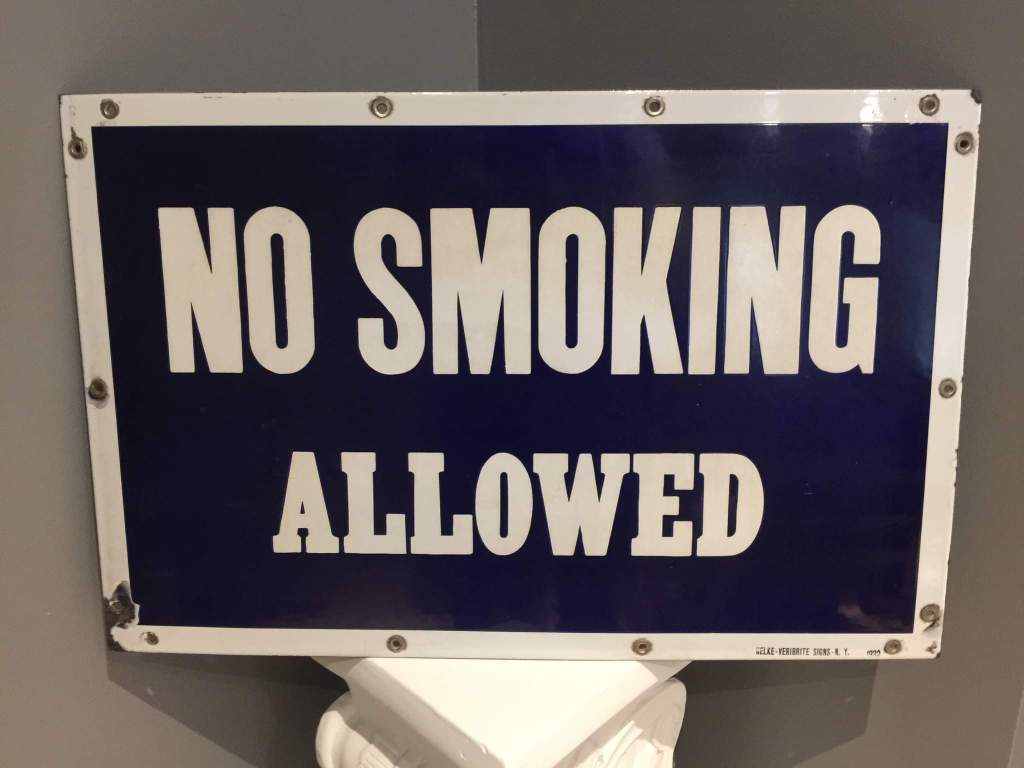 NO SMOKING
ALLOWED
VERIBRITE SIGNS - N. Y.